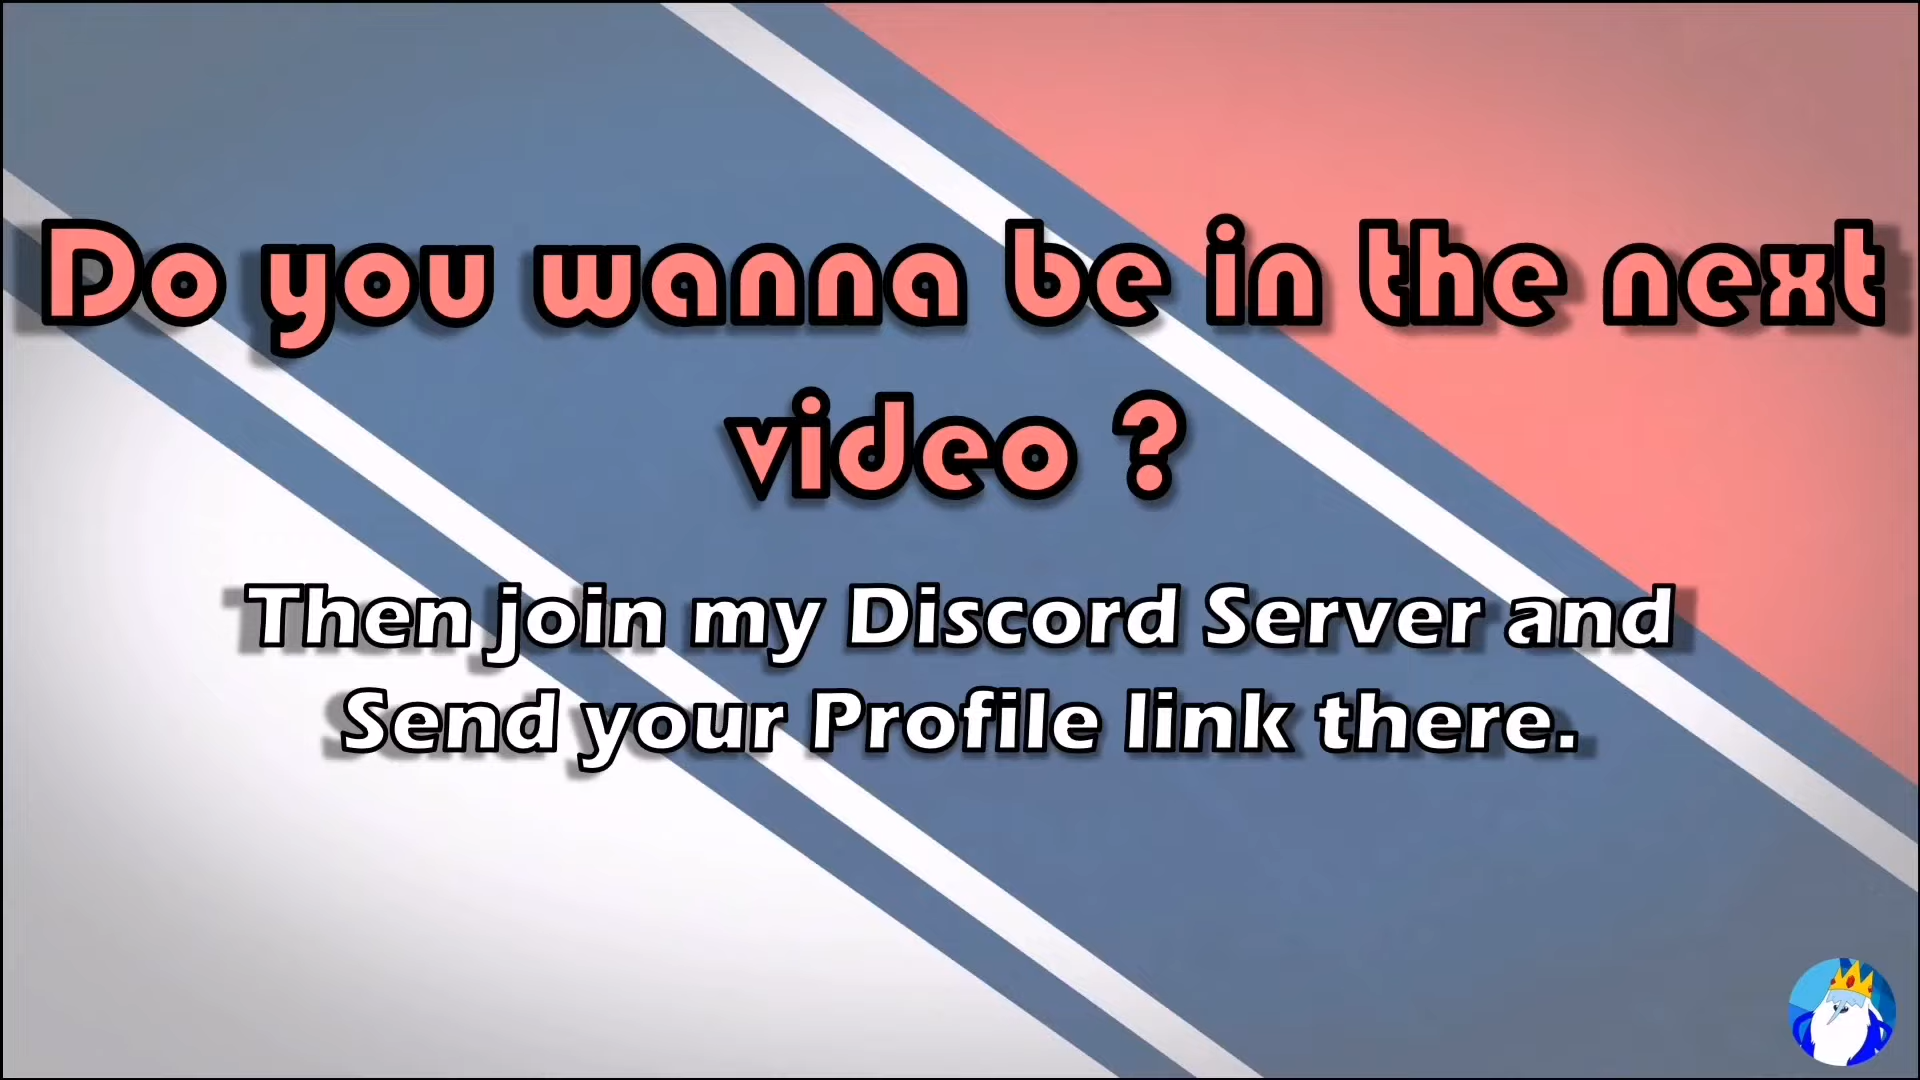 Do you wanna be in the next
video ?
Then join my Discord Server and
Send your Profile link there.